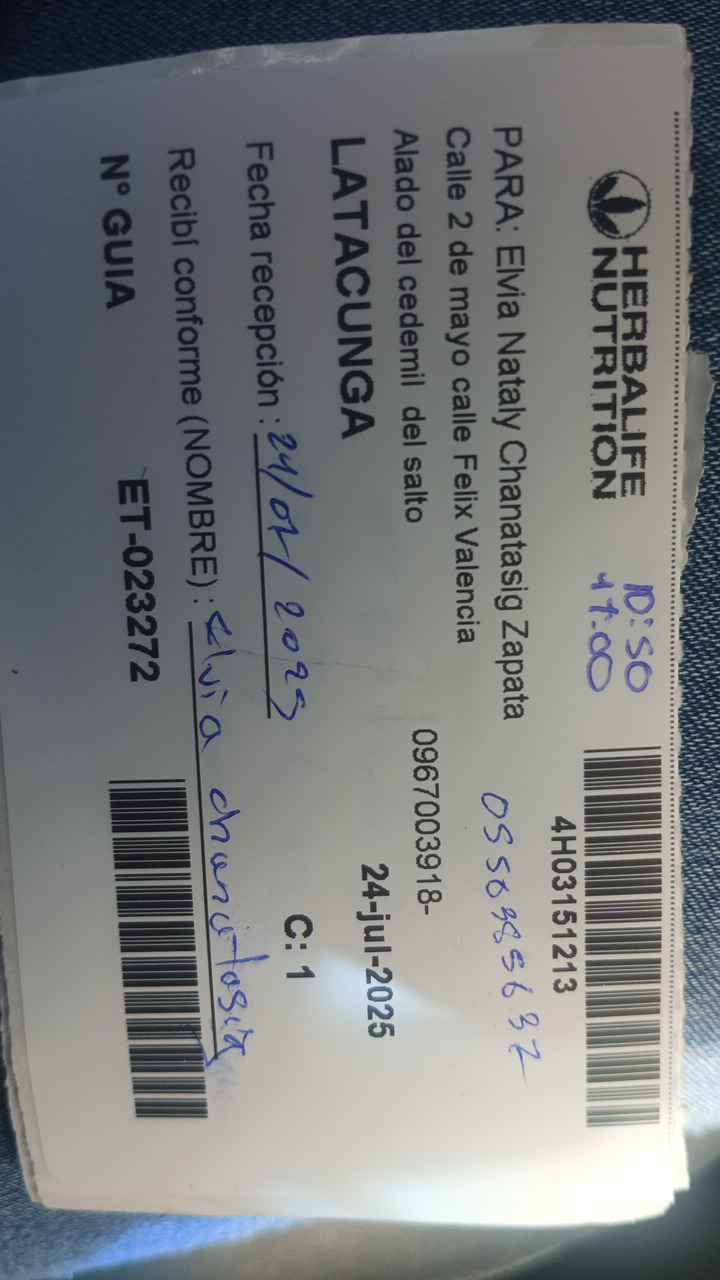 HERBALIFE
NUTRITION
10:50
17:00
4H03151213
PARA: Elvia Nataly Chanatasig Zapata
Calle 2 de mayo calle Felix Valencia
Alado del cedemil del salto
0967003918-
LATACUNGA
24-jul-2025
Fecha recepción : 24/07/2025
C: 1
Recibí conforme (NOMBRE) : Elvia chanatasig
Nº GUIA
ET-023272